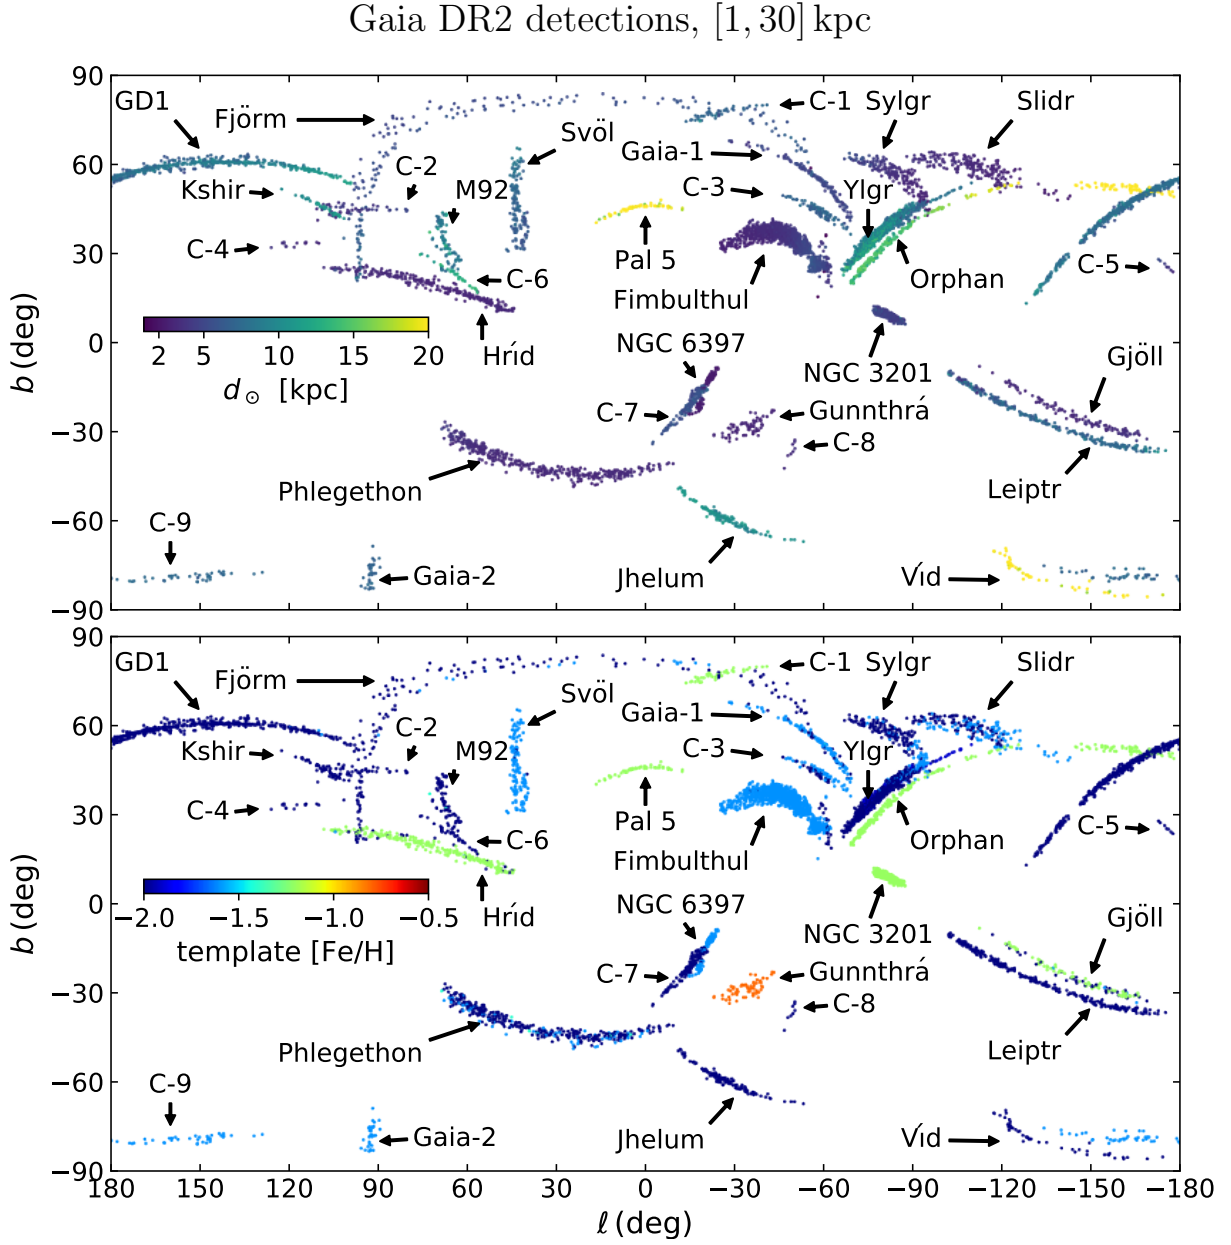 Gaia DR2 detections, [1, 30] kpc
90
GD1
Fjörm
C-1
Sylgr
Slidr
Svöl
Gaia-1
60
C-2
Kshir
M92
C-3
Ylgr
30
C-4
C-6
Pal 5
Orphan
C-5
Fimbulthul
b (deg)
0
2 5 10 15 20
d☉ [kpc]
Hríd
NGC 6397
NGC 3201
Gjöll
−30
C-7
Gunnthrá
C-8
Phlegethon
Leiptr
−60
C-9
Gaia-2
Jhelum
Víd
−90
90
GD1
Fjörm
C-1
Sylgr
Slidr
Svöl
Gaia-1
60
C-2
Kshir
M92
C-3
Ylgr
30
C-4
C-6
Pal 5
Orphan
C-5
Fimbulthul
b (deg)
0
−2.0 −1.5 −1.0 −0.5
template [Fe/H]
Hríd
NGC 6397
NGC 3201
Gjöll
−30
C-7
Gunnthrá
C-8
Phlegethon
Leiptr
−60
C-9
Gaia-2
Jhelum
Víd
−90
180 150 120 90 60 30 0 −30 −60 −90 −120 −150 −180
ℓ (deg)